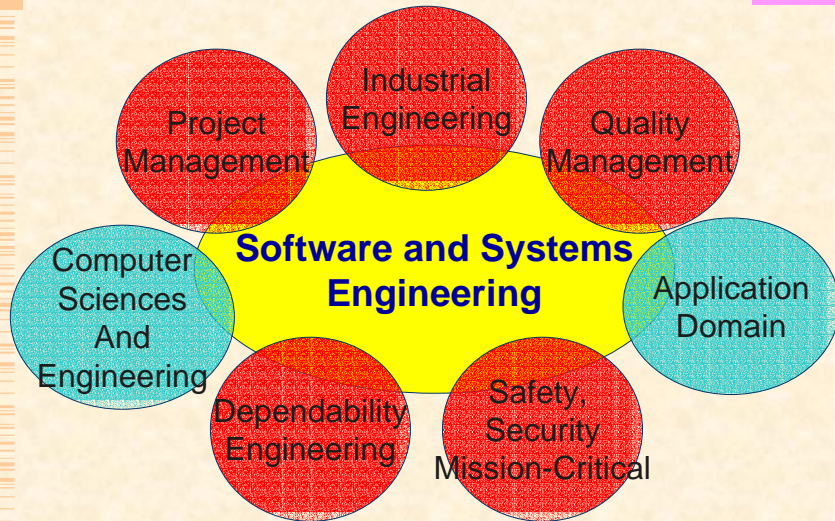 Industrial
Engineering
Project
Management
Quality
Management
Software and Systems
Engineering
Computer
Sciences
And
Engineering
Application
Domain
Dependability
Engineering
Safety,
Security
Mission-Critical